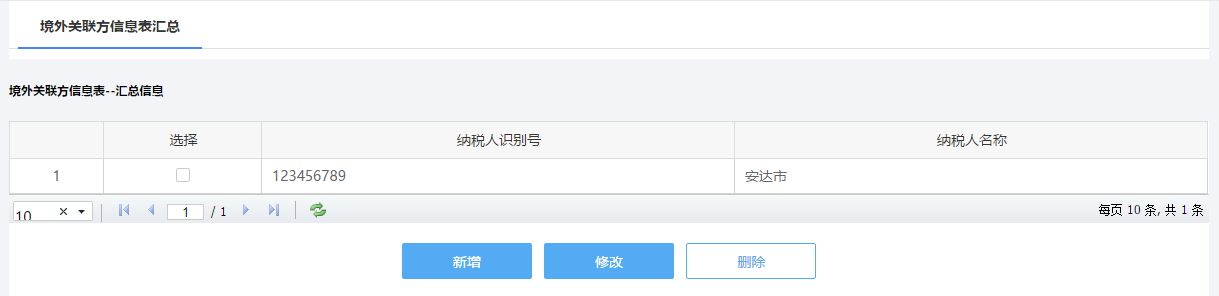 境外关联方信息表汇总
境外关联方信息表--汇总信息
选择 纳税人识别号 纳税人名称
1 123456789 安达市
10 1 / 1 每页 10 条, 共 1 条
新增 修改 删除